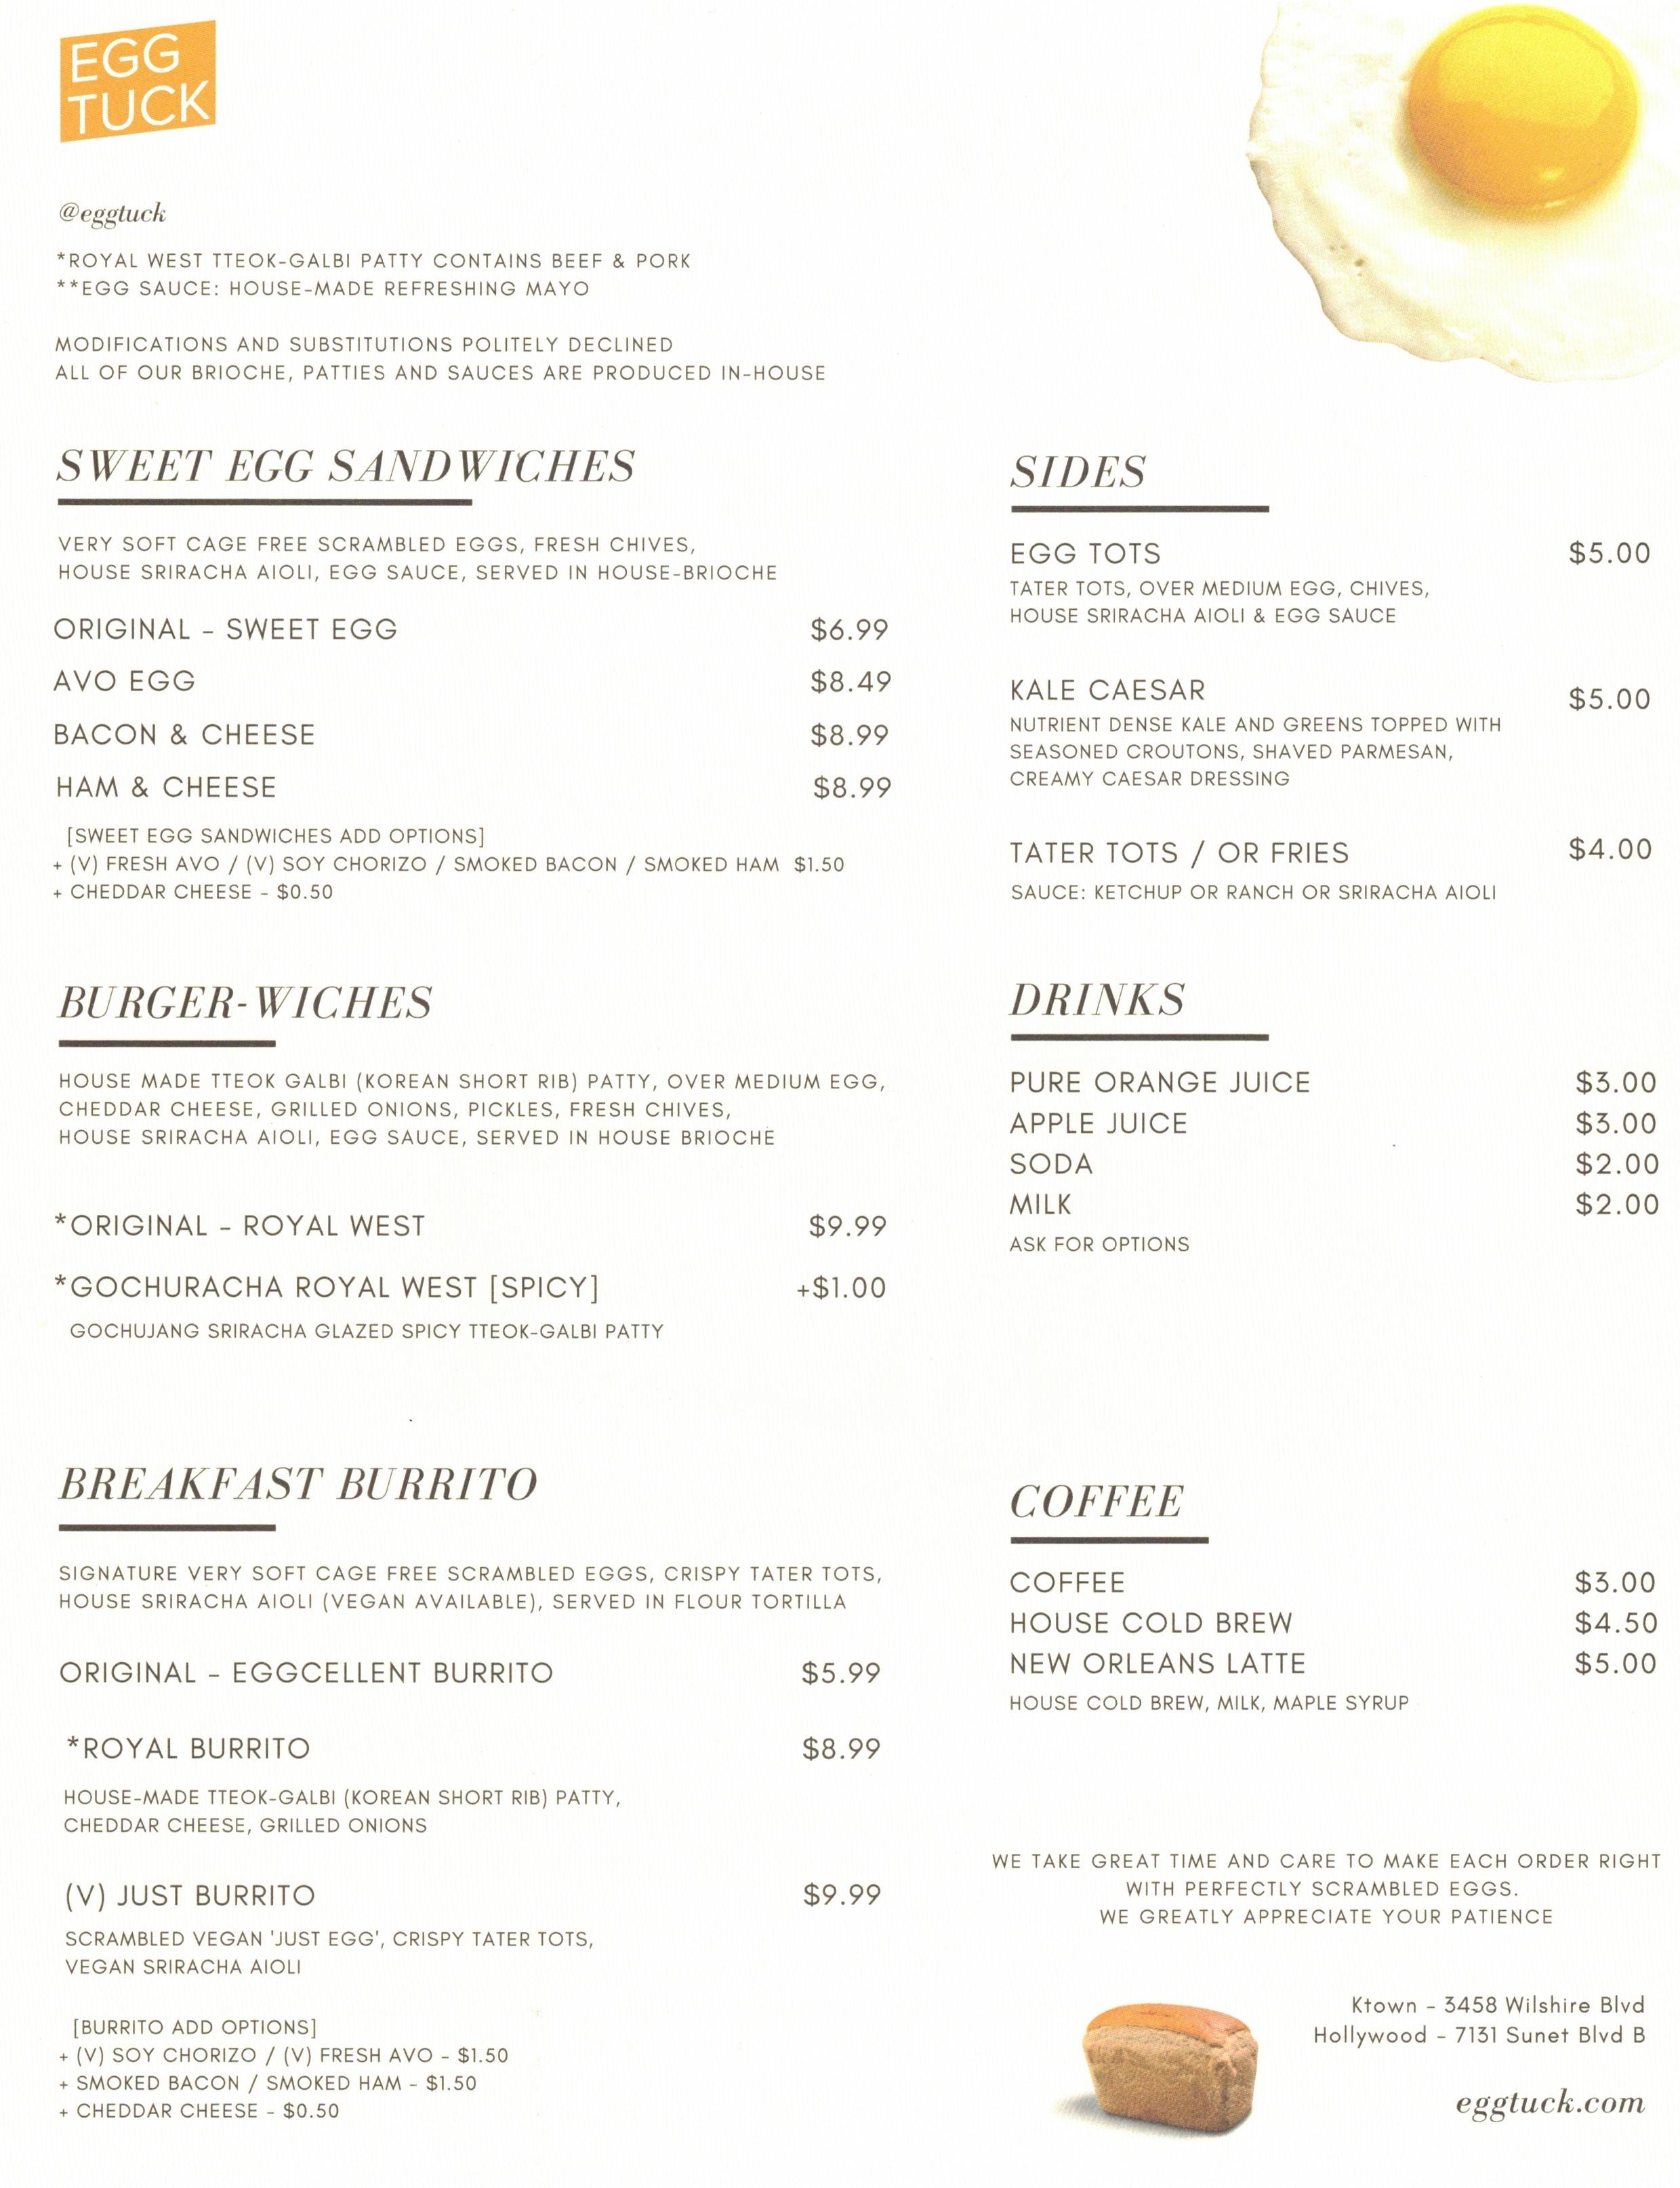 EGG
TUCK
@eggtuck
*ROYAL WEST TTEOK-GALBI PATTY CONTAINS BEEF & PORK
**EGG SAUCE: HOUSE-MADE REFRESHING MAYO
MODIFICATIONS AND SUBSTITUTIONS POLITELY DECLINED
ALL OF OUR BRIOCHE, PATTIES AND SAUCES ARE PRODUCED IN-HOUSE
SWEET EGG SANDWICHES
VERY SOFT CAGE FREE SCRAMBLED EGGS, FRESH CHIVES,
HOUSE SRIRACHA AIOLI, EGG SAUCE, SERVED IN HOUSE-BRIOCHE
ORIGINAL - SWEET EGG $6.99
AVO EGG $8.49
BACON & CHEESE $8.99
HAM & CHEESE $8.99
[SWEET EGG SANDWICHES ADD OPTIONS]
+ (V) FRESH AVO / (V) SOY CHORIZO / SMOKED BACON / SMOKED HAM $1.50
+ CHEDDAR CHEESE - $0.50
BURGER-WICHES
HOUSE MADE TTEOK GALBI (KOREAN SHORT RIB) PATTY, OVER MEDIUM EGG,
CHEDDAR CHEESE, GRILLED ONIONS, PICKLES, FRESH CHIVES,
HOUSE SRIRACHA AIOLI, EGG SAUCE, SERVED IN HOUSE BRIOCHE
*ORIGINAL - ROYAL WEST $9.99
*GOCHURACHA ROYAL WEST [SPICY] +$1.00
GOCHUJANG SRIRACHA GLAZED SPICY TTEOK-GALBI PATTY
BREAKFAST BURRITO
SIGNATURE VERY SOFT CAGE FREE SCRAMBLED EGGS, CRISPY TATER TOTS,
HOUSE SRIRACHA AIOLI (VEGAN AVAILABLE), SERVED IN FLOUR TORTILLA
ORIGINAL - EGGCELLENT BURRITO $5.99
*ROYAL BURRITO $8.99
HOUSE-MADE TTEOK-GALBI (KOREAN SHORT RIB) PATTY,
CHEDDAR CHEESE, GRILLED ONIONS
(V) JUST BURRITO $9.99
SCRAMBLED VEGAN 'JUST EGG', CRISPY TATER TOTS,
VEGAN SRIRACHA AIOLI
[BURRITO ADD OPTIONS]
+ (V) SOY CHORIZO / (V) FRESH AVO - $1.50
+ SMOKED BACON / SMOKED HAM - $1.50
+ CHEDDAR CHEESE - $0.50
SIDES
EGG TOTS $5.00
TATER TOTS, OVER MEDIUM EGG, CHIVES,
HOUSE SRIRACHA AIOLI & EGG SAUCE
KALE CAESAR $5.00
NUTRIENT DENSE KALE AND GREENS TOPPED WITH
SEASONED CROUTONS, SHAVED PARMESAN,
CREAMY CAESAR DRESSING
TATER TOTS / OR FRIES $4.00
SAUCE: KETCHUP OR RANCH OR SRIRACHA AIOLI
DRINKS
PURE ORANGE JUICE $3.00
APPLE JUICE $3.00
SODA $2.00
MILK $2.00
ASK FOR OPTIONS
COFFEE
COFFEE $3.00
HOUSE COLD BREW $4.50
NEW ORLEANS LATTE $5.00
HOUSE COLD BREW, MILK, MAPLE SYRUP
WE TAKE GREAT TIME AND CARE TO MAKE EACH ORDER RIGHT
WITH PERFECTLY SCRAMBLED EGGS.
WE GREATLY APPRECIATE YOUR PATIENCE
Ktown - 3458 Wilshire Blvd
Hollywood - 7131 Sunet Blvd B
eggtuck.com